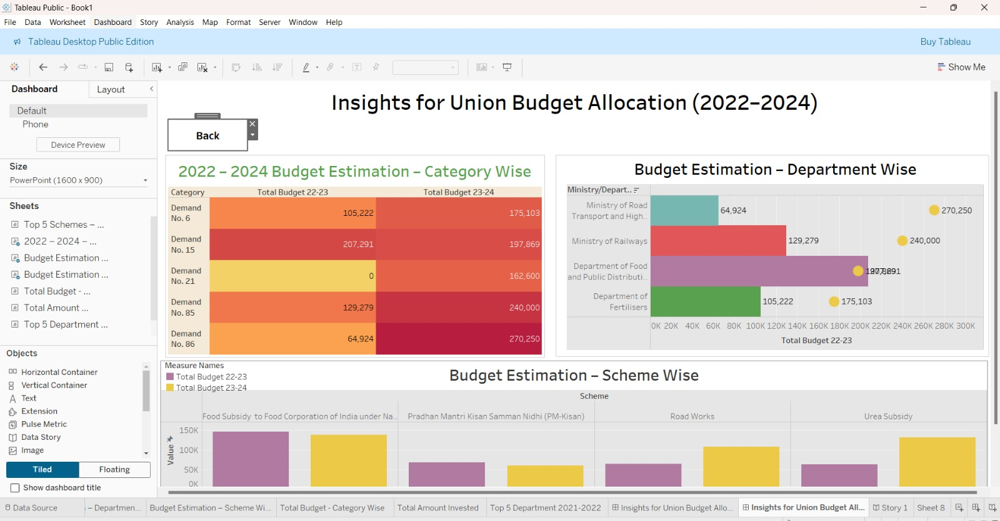 Tableau Public - Book1
File Data Worksheet Dashboard Story Analysis Map Format Server Window Help
Tableau Desktop Public Edition Buy Tableau
Show Me
Dashboard Layout
Default
Phone
Device Preview
Size
PowerPoint (1600 x 900)
Sheets
Top 5 Schemes – ...
2022 – 2024 – ...
Budget Estimation ...
Budget Estimation ...
Total Budget - ...
Total Amount ...
Top 5 Department ...
Objects
Horizontal Container
Vertical Container
Text
Extension
Pulse Metric
Data Story
Image
Tiled Floating
Show dashboard title
Insights for Union Budget Allocation (2022–2024)
Back
2022 – 2024 Budget Estimation – Category Wise
Category Total Budget 22-23 Total Budget 23-24
Demand
No. 6 105,222 175,103
Demand
No. 15 207,291 197,869
Demand
No. 21 0 162,600
Demand
No. 85 129,279 240,000
Demand
No. 86 64,924 270,250
Budget Estimation – Department Wise
Ministry/Depart..
Ministry of Road
Transport and High.. 64,924 270,250
Ministry of Railways 129,279 240,000
Department of Food
and Public Distributi..
Department of
Fertilisers 105,222 175,103
0K 20K 40K 60K 80K 100K 120K 140K 160K 180K 200K 220K 240K 260K 280K 300K
Total Budget 22-23
Measure Names
Total Budget 22-23
Total Budget 23-24
Budget Estimation – Scheme Wise
Scheme
Food Subsidy to Food Corporation of India under Na.. Pradhan Mantri Kisan Samman Nidhi (PM-Kisan) Road Works Urea Subsidy
Value
150K
100K
50K
0K
Data Source – Departmen... Budget Estimation – Scheme Wi... Total Budget - Category Wise Total Amount Invested Top 5 Department 2021-2022 Insights for Union Budget Allo... Insights for Union Budget All... Story 1 Sheet 8